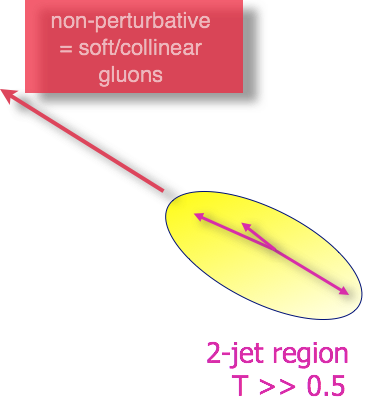 non-perturbative
= soft/collinear
gluons
2-jet region
T >> 0.5